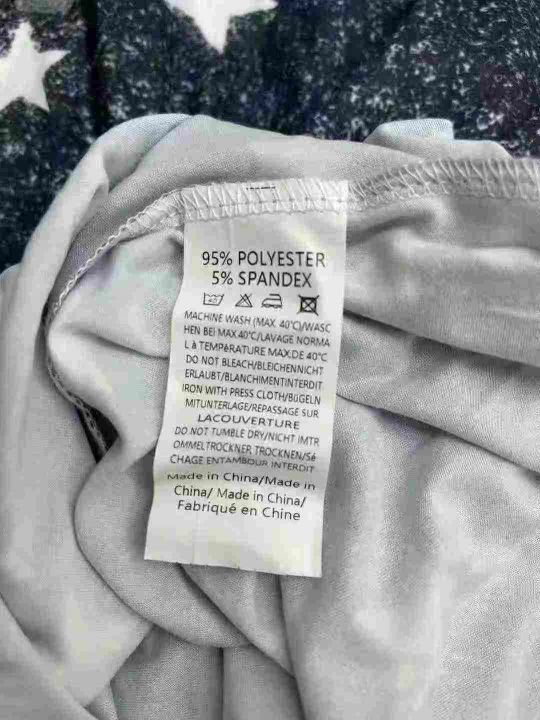 95% POLYESTER
5% SPANDEX
MACHINE WASH (MAX. 40°C)/WASC
HEN BEI MAX.40°C/LAVAGE NORMA
L à TEMPéRATURE MAX.DE 40°C
DO NOT BLEACH/BLEICHENNICHT
ERLAUBT/BLANCHIMENTINTERDIT
IRON WITH PRESS CLOTH/BüGELN
MITUNTERLAGE/REPASSAGE SUR
LACOUVERTURE
DO NOT TUMBLE DRY/NICHT IMTR
OMMELTROCKNER TROCKNEN/Sé
CHAGE ENTAMBOUR INTERDIT
Made in China/Made in
China/ Made in China/
Fabriqué en Chine